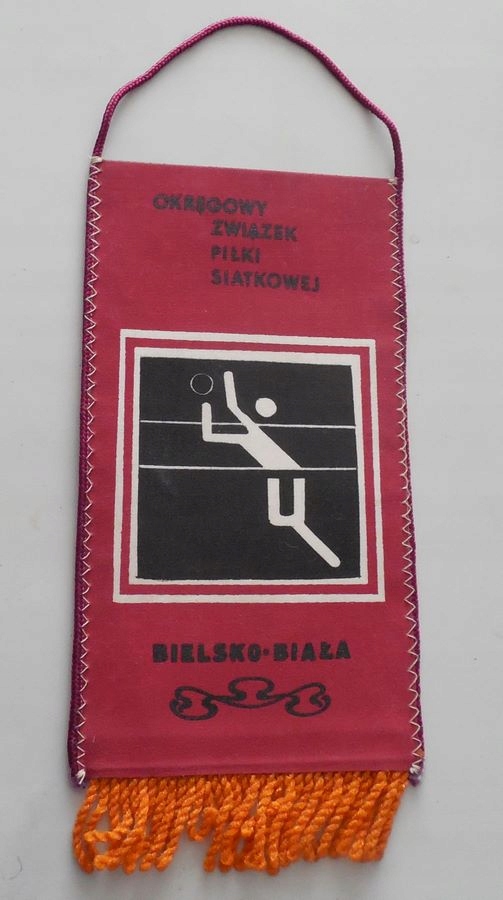 OKRĘGOWY
ZWIĄZEK
PIŁKI
SIATKOWEJ
BIELSKO-BIAŁA